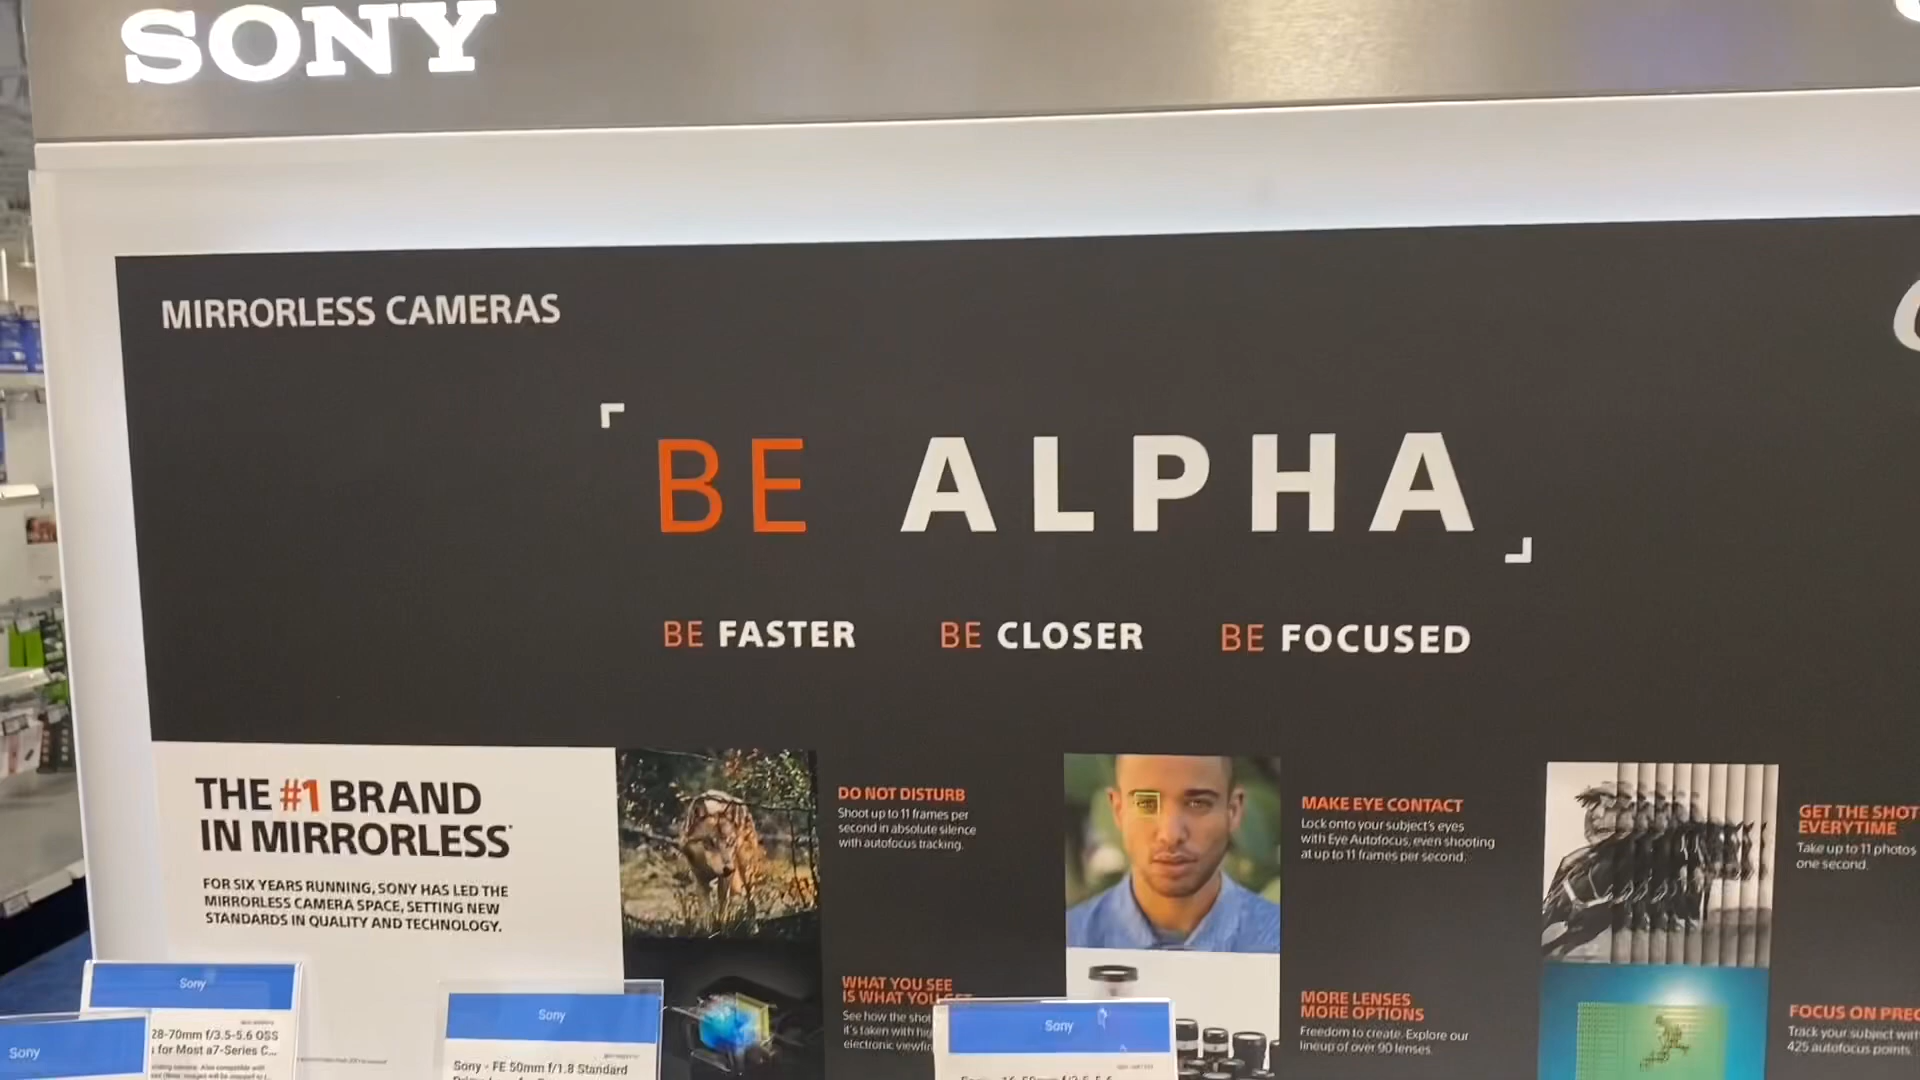 SONY
MIRRORLESS CAMERAS
BE ALPHA
BE FASTER
BE CLOSER
BE FOCUSED
THE #1 BRAND
IN MIRRORLESS
FOR SIX YEARS RUNNING, SONY HAS LED THE
MIRRORLESS CAMERA SPACE, SETTING NEW
STANDARDS IN QUALITY AND TECHNOLOGY.
DO NOT DISTURB
Shoot up to 11 frames per
second in absolute silence
with autofocus tracking.
MAKE EYE CONTACT
Lock onto your subject's eyes
with Eye Autofocus, even shooting
at up to 11 frames per second.
GET THE SHOT
EVERYTIME
Take up to 11 photos
one second.
WHAT YOU SEE
IS WHAT YOU
See how the shot
it's taken with
electronic
MORE LENSES
MORE OPTIONS
Freedom to create. Explore our
lineup of over 90 lenses.
FOCUS ON
Track your subject with
425 autofocus points
Sony
28-70mm f/3.5-5.6 OSS
for Most a7-Series C...
Sony
Sony
Sony - FE 50mm f/1.8 Standard
Sony